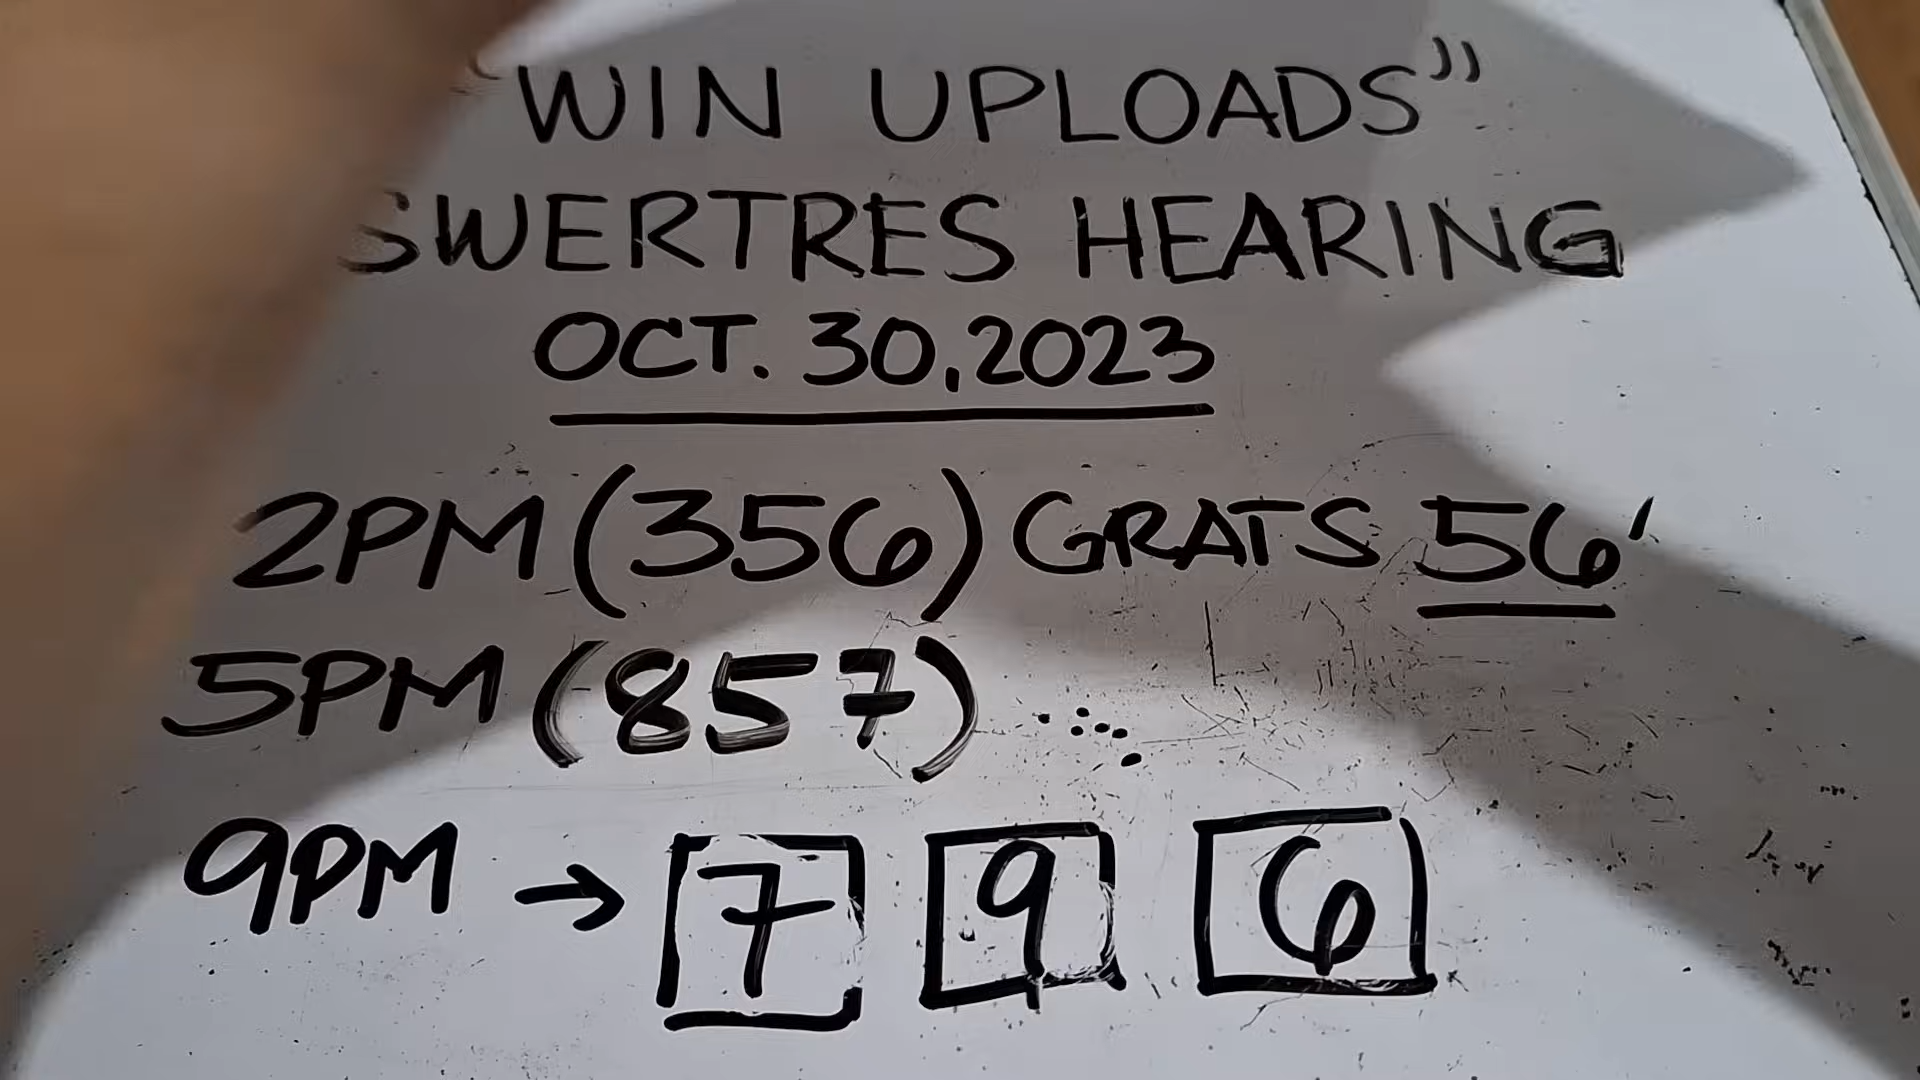 "WIN UPLOADS"
SWERTRES HEARING
OCT. 30, 2023
2PM (356) GRATS 56'
5PM (857)
9PM → 7 9 6